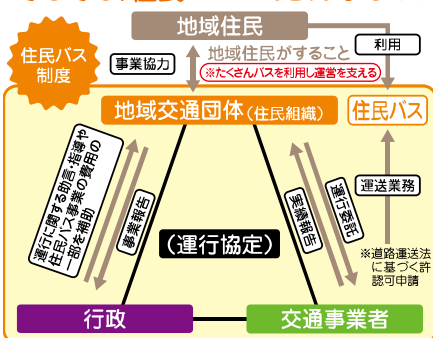 地域住民
住民バス
制度
事業協力
地域住民がすること
※たくさんバスを利用し運営を支える
利用
地域交通団体(住民組織)
住民バス
運行に関する助言・指導や
住民バス事業の費用の
一部を補助
事業報告
(運行協定)
実績報告
運行委託
運送業務
※道路運送法
に基づく許
認可申請
行政
交通事業者